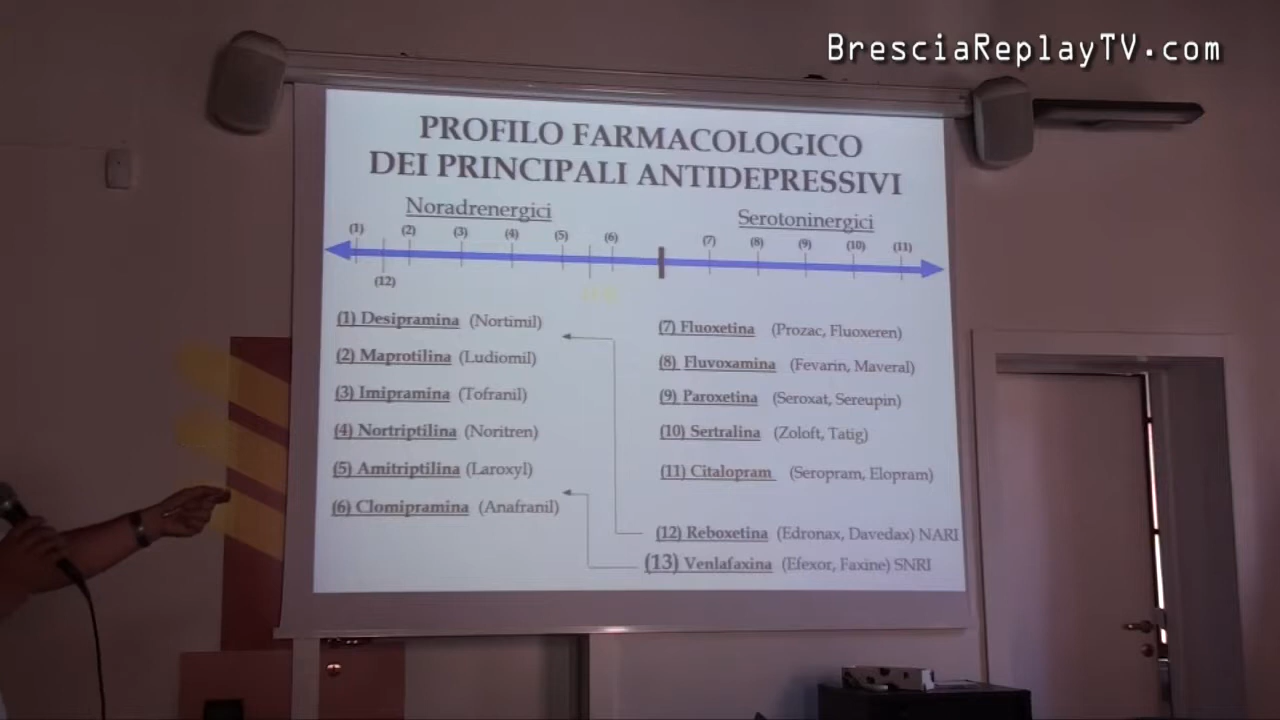 BresciaReplayTV.com
PROFILO FARMACOLOGICO
DEI PRINCIPALI ANTIDEPRESSIVI
Noradrenergici
Serotoninergici
(1) (2) (3) (4) (5) (6) (7) (8) (9) (10) (11)
(12)
(1) Desipramina (Nortimil)
(2) Maprotilina (Ludiomil)
(3) Imipramina (Tofranil)
(4) Nortriptilina (Noritren)
(5) Amitriptilina (Laroxyl)
(6) Clomipramina (Anafranil)
(7) Fluoxetina (Prozac, Fluoxeren)
(8) Fluvoxamina (Fevarin, Maveral)
(9) Paroxetina (Seroxat, Sereupin)
(10) Sertralina (Zoloft, Tatig)
(11) Citalopram (Seropram, Elopram)
(12) Reboxetina (Edronax, Davedax) NARI
(13) Venlafaxina (Efexor, Faxine) SNRI